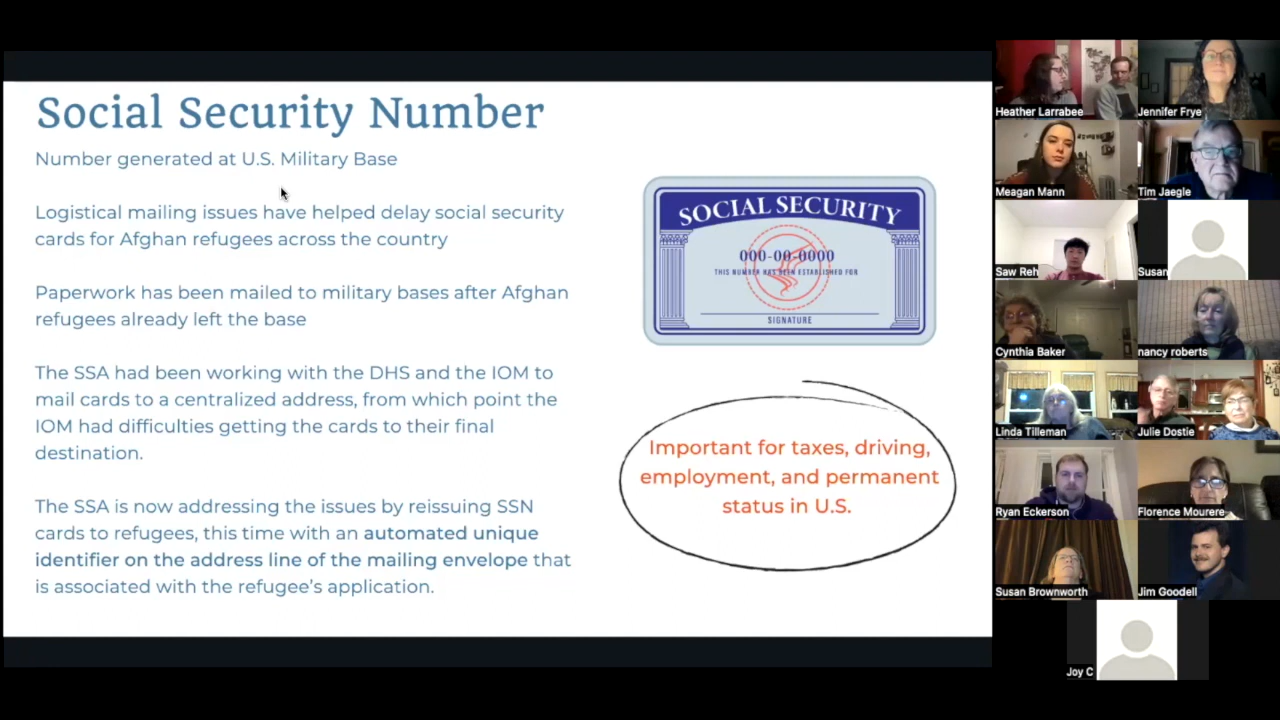 Social Security Number
Number generated at U.S. Military Base
Logistical mailing issues have helped delay social security
cards for Afghan refugees across the country
Paperwork has been mailed to military bases after Afghan
refugees already left the base
The SSA had been working with the DHS and the IOM to
mail cards to a centralized address, from which point the
IOM had difficulties getting the cards to their final
destination.
The SSA is now addressing the issues by reissuing SSN
cards to refugees, this time with an automated unique
identifier on the address line of the mailing envelope that
is associated with the refugee's application.
SOCIAL SECURITY
000-00-0000
THIS NUMBER HAS BEEN ESTABLISHED FOR
SIGNATURE
Important for taxes, driving,
employment, and permanent
status in U.S.
Heather Larrabee
Jennifer Frye
Meagan Mann
Tim Jaegle
Saw Reh
Susan
Cynthia Baker
nancy roberts
Linda Tilleman
Julie Dostie
Ryan Eckerson
Florence Mourere
Susan Brownworth
Jim Goodell
Joy C